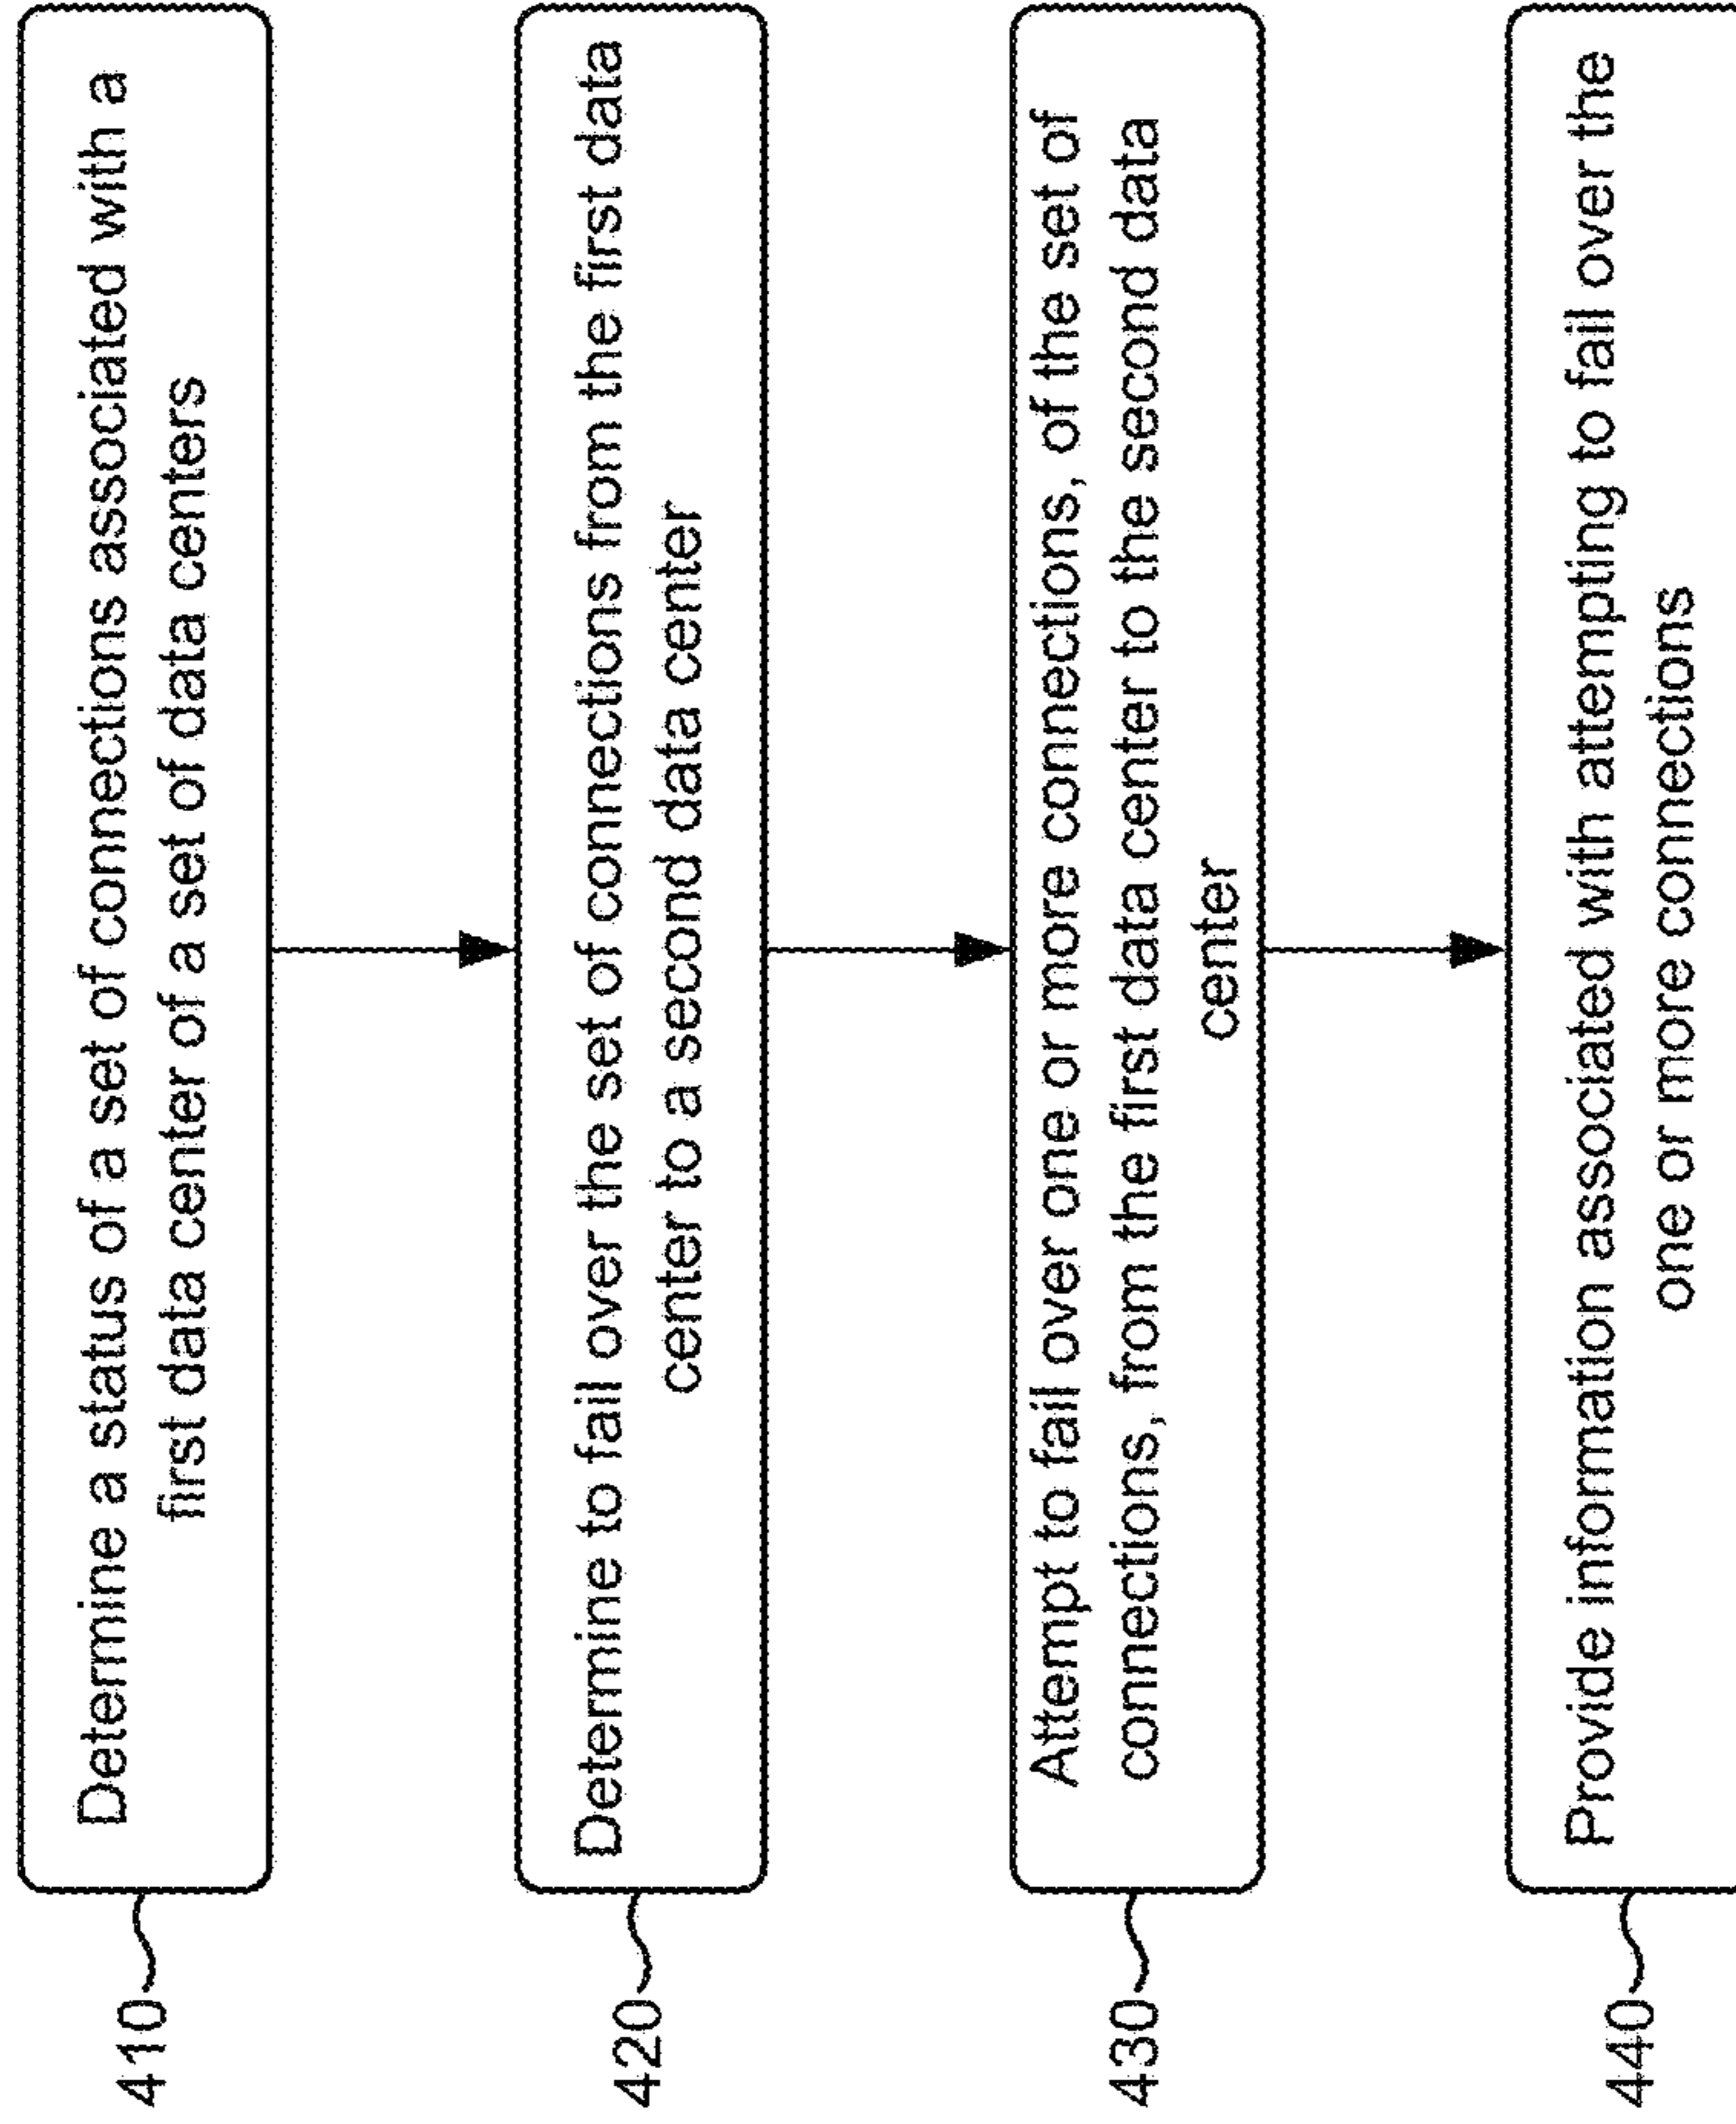 410
Determine a status of a set of connections associated with a
first data center of a set of data centers
420
Determine to fail over the set of connections from the first data
center to a second data center
430
Attempt to fail over one or more connections, of the set of
connections, from the first data center to the second data
center
440
Provide information associated with attempting to fail over the
one or more connections